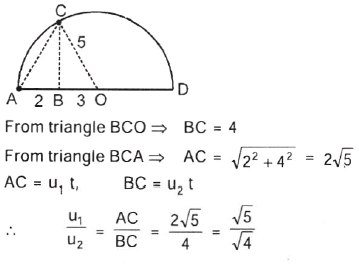 C
5
A 2 B 3 O D
From triangle BCO ⇒ BC = 4
From triangle BCA ⇒ AC = √(2² + 4²) = 2√5
AC = u₁ t, BC = u₂ t
∴ u₁/u₂ = AC/BC = 2√5/4 = √5/√4